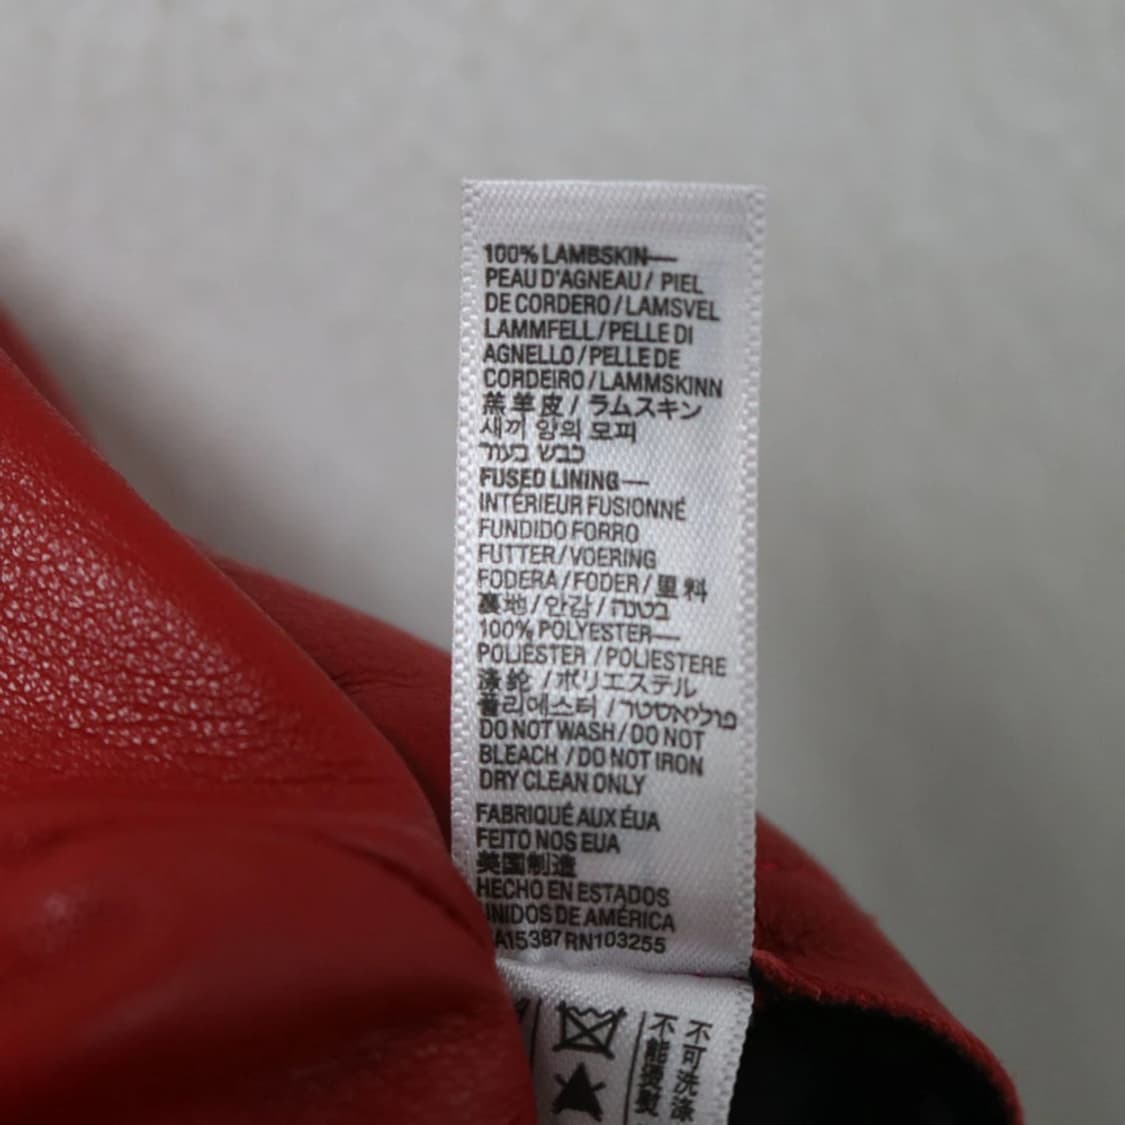 100% LAMBSKIN—
PEAU D'AGNEAU / PIEL
DE CORDERO / LAMSVEL
LAMMFELL / PELLE DI
AGNELLO / PELLE DE
CORDEIRO / LAMMSKINN
羔羊皮 / ラムスキン
새끼 양의 모피
כבש בעור
FUSED LINING—
INTÉRIEUR FUSIONNÉ
FUNDIDO FORRO
FUTTER / VOERING
FODERA / FODER / 里料
裏地 / 안감 / בטנה
100% POLYESTER—
POLIÉSTER / POLIESTERE
涤纶 / ポリエステル
폴리에스터 / פוליאסטר
DO NOT WASH / DO NOT
BLEACH / DO NOT IRON
DRY CLEAN ONLY
FABRIQUÉ AUX ÉUA
FEITO NOS EUA
美国制造
HECHO EN ESTADOS
UNIDOS DE AMÉRICA
A15387 RN103255
不可洗涤
不能熨